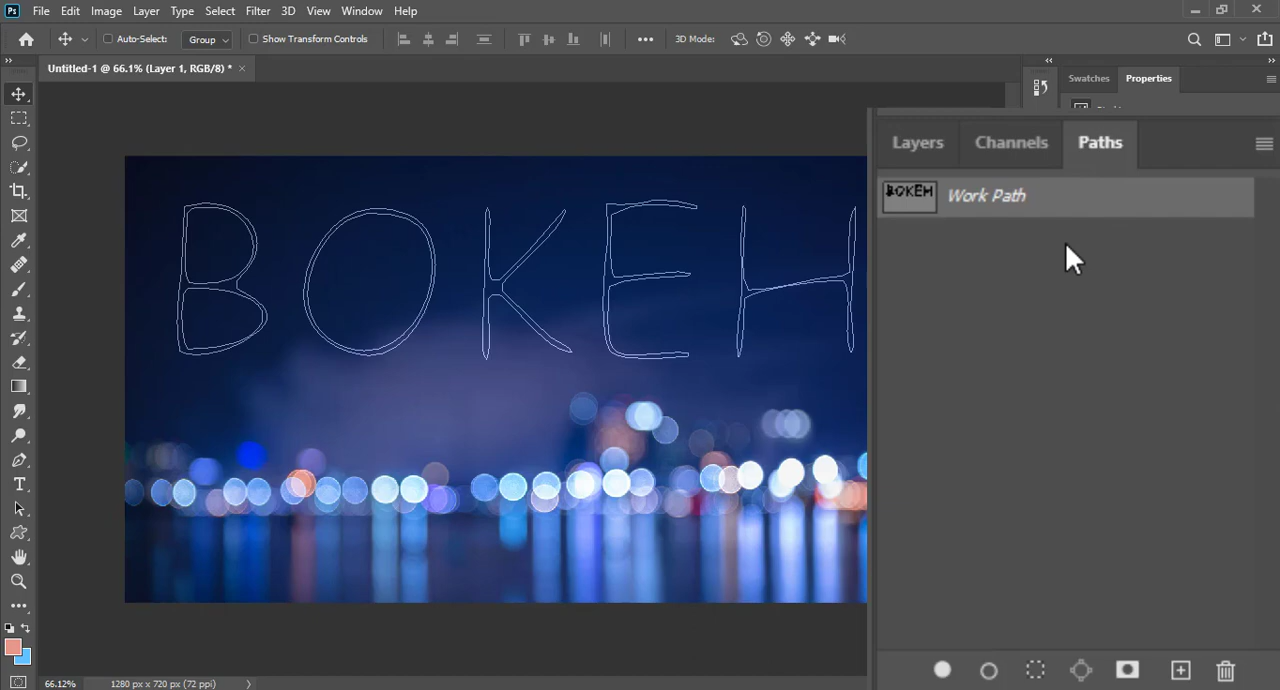 Ps File Edit Image Layer Type Select Filter 3D View Window Help
Auto-Select: Group Show Transform Controls 3D Mode:
Untitled-1 @ 66.1% (Layer 1, RGB/8) *
Swatches Properties
Layers Channels Paths
BOKEH Work Path
BOKEH
66.12% 1280 px x 720 px (72 ppi)